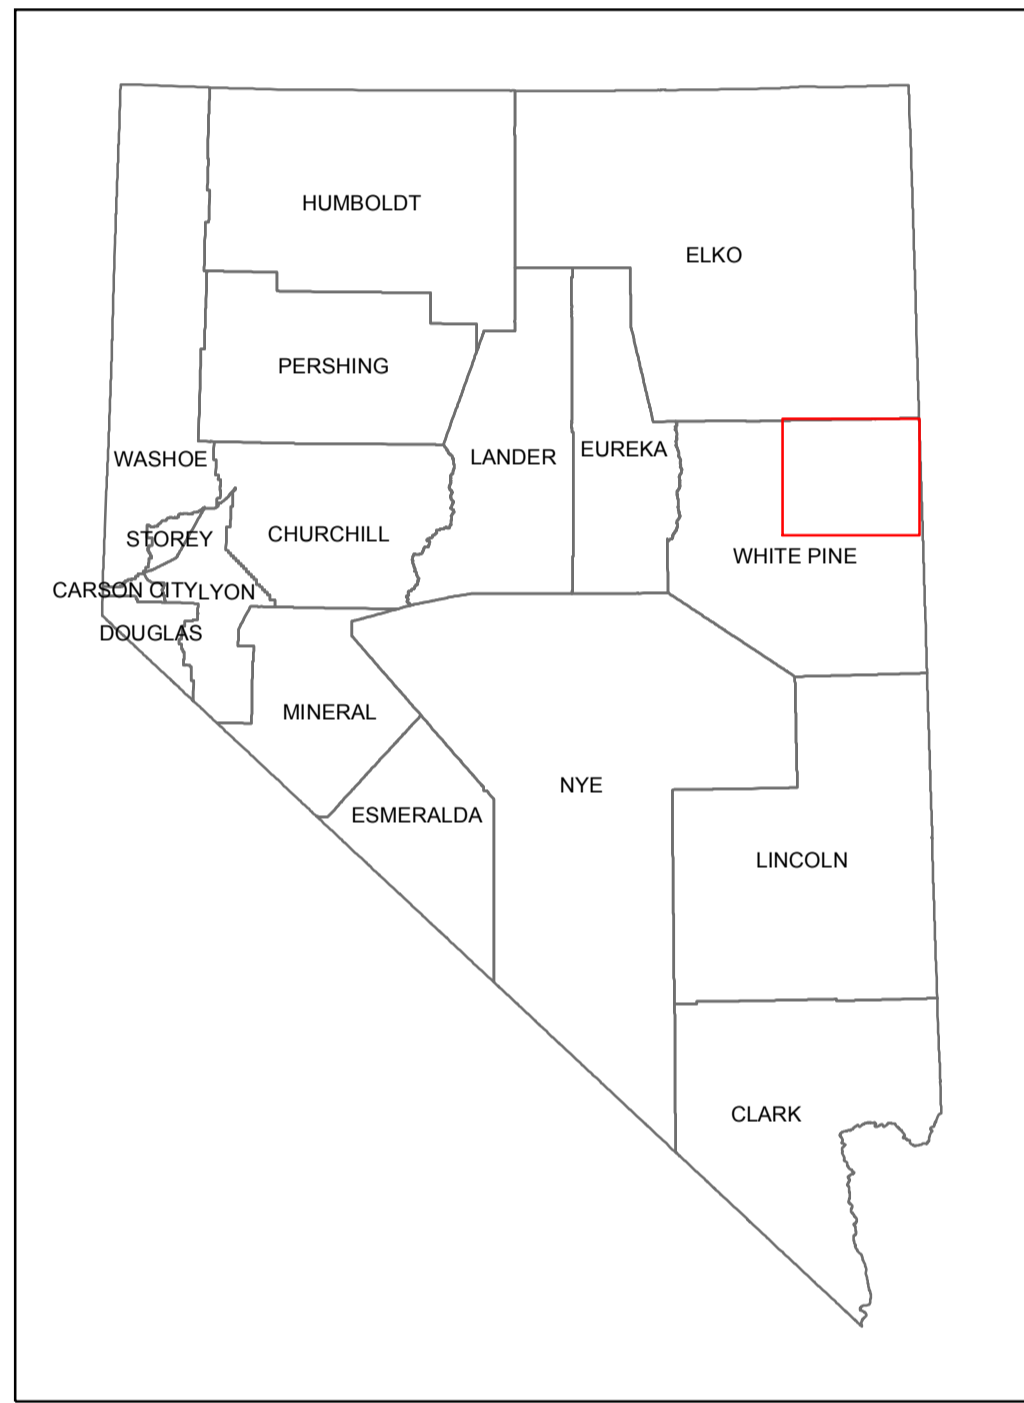 HUMBOLDT
ELKO
PERSHING
WASHOE
LANDER
EUREKA
STOREY
CHURCHILL
WHITE PINE
CARSON CITY
LYON
DOUGLAS
MINERAL
NYE
ESMERALDA
LINCOLN
CLARK